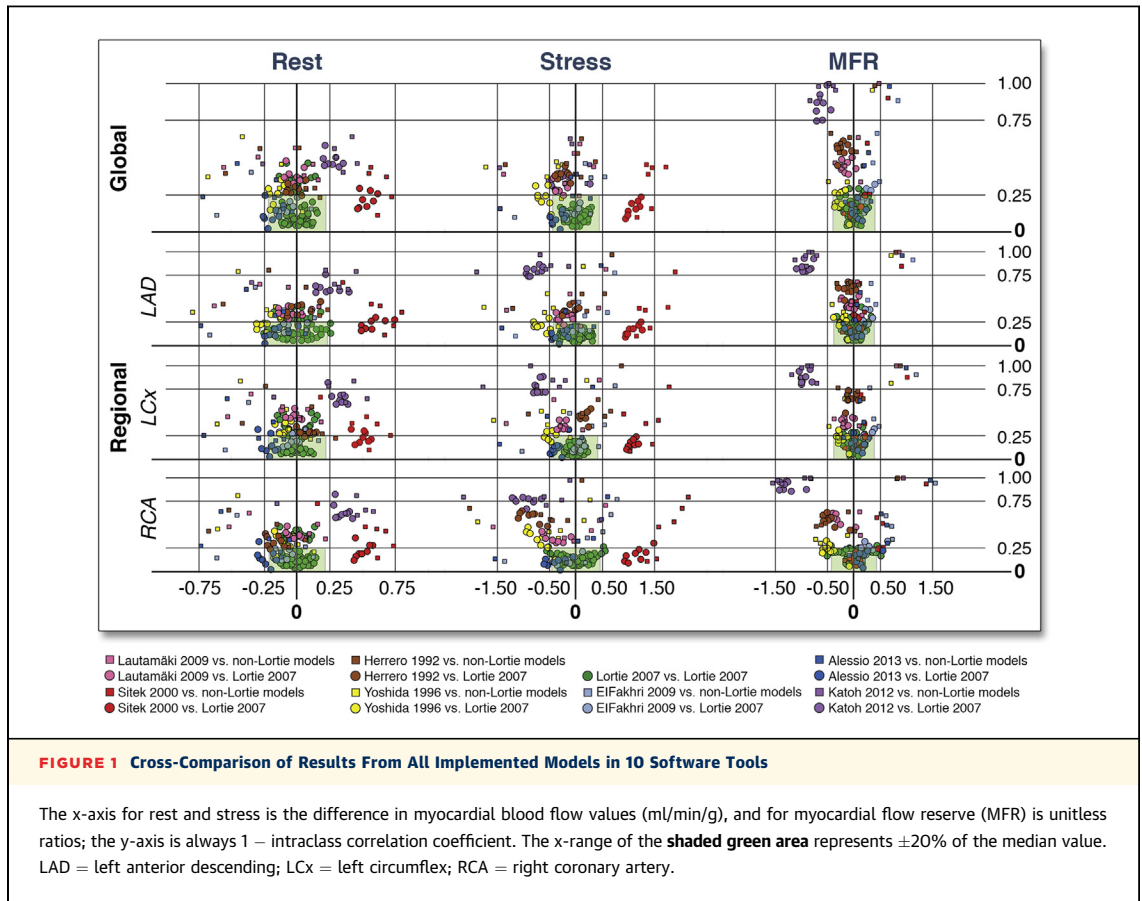 Rest Stress MFR
Global
1.00
0.75
0.25
0
Regional
LAD
1.00
0.75
0.25
0
LCx
1.00
0.75
0.25
0
RCA
1.00
0.75
0.25
0
-0.75 -0.25 0.25 0.75 -1.50 -0.50 0.50 1.50 -1.50 -0.50 0.50 1.50
0 0 0
Lautamäki 2009 vs. non-Lortie models Herrero 1992 vs. non-Lortie models Alessio 2013 vs. non-Lortie models
Lautamäki 2009 vs. Lortie 2007 Herrero 1992 vs. Lortie 2007 Lortie 2007 vs. Lortie 2007 Alessio 2013 vs. Lortie 2007
Sitek 2000 vs. non-Lortie models Yoshida 1996 vs. non-Lortie models ElFakhri 2009 vs. non-Lortie models Katoh 2012 vs. non-Lortie models
Sitek 2000 vs. Lortie 2007 Yoshida 1996 vs. Lortie 2007 ElFakhri 2009 vs. Lortie 2007 Katoh 2012 vs. Lortie 2007
FIGURE 1 Cross-Comparison of Results From All Implemented Models in 10 Software Tools
The x-axis for rest and stress is the difference in myocardial blood flow values (ml/min/g), and for myocardial flow reserve (MFR) is unitless
ratios; the y-axis is always 1 − intraclass correlation coefficient. The x-range of the shaded green area represents ±20% of the median value.
LAD = left anterior descending; LCx = left circumflex; RCA = right coronary artery.